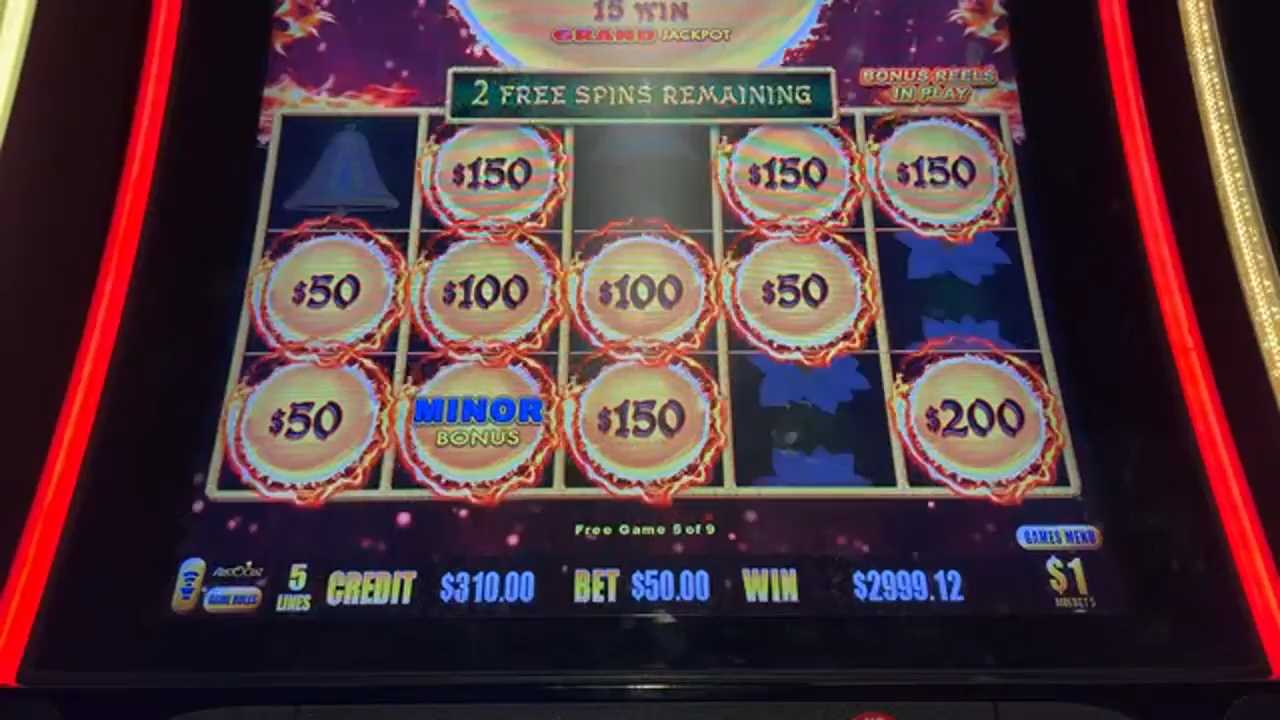 15 WIN
GRAND JACKPOT
2 FREE SPINS REMAINING
BONUS REELS
IN PLAY
$150 $150 $150
$50 $100 $100 $50
$50 MINOR
BONUS $150 $200
Free Game 5 of 9
GAMES MENU
5
LINES
CREDIT $310.00 BET $50.00 WIN $2999.12
$1